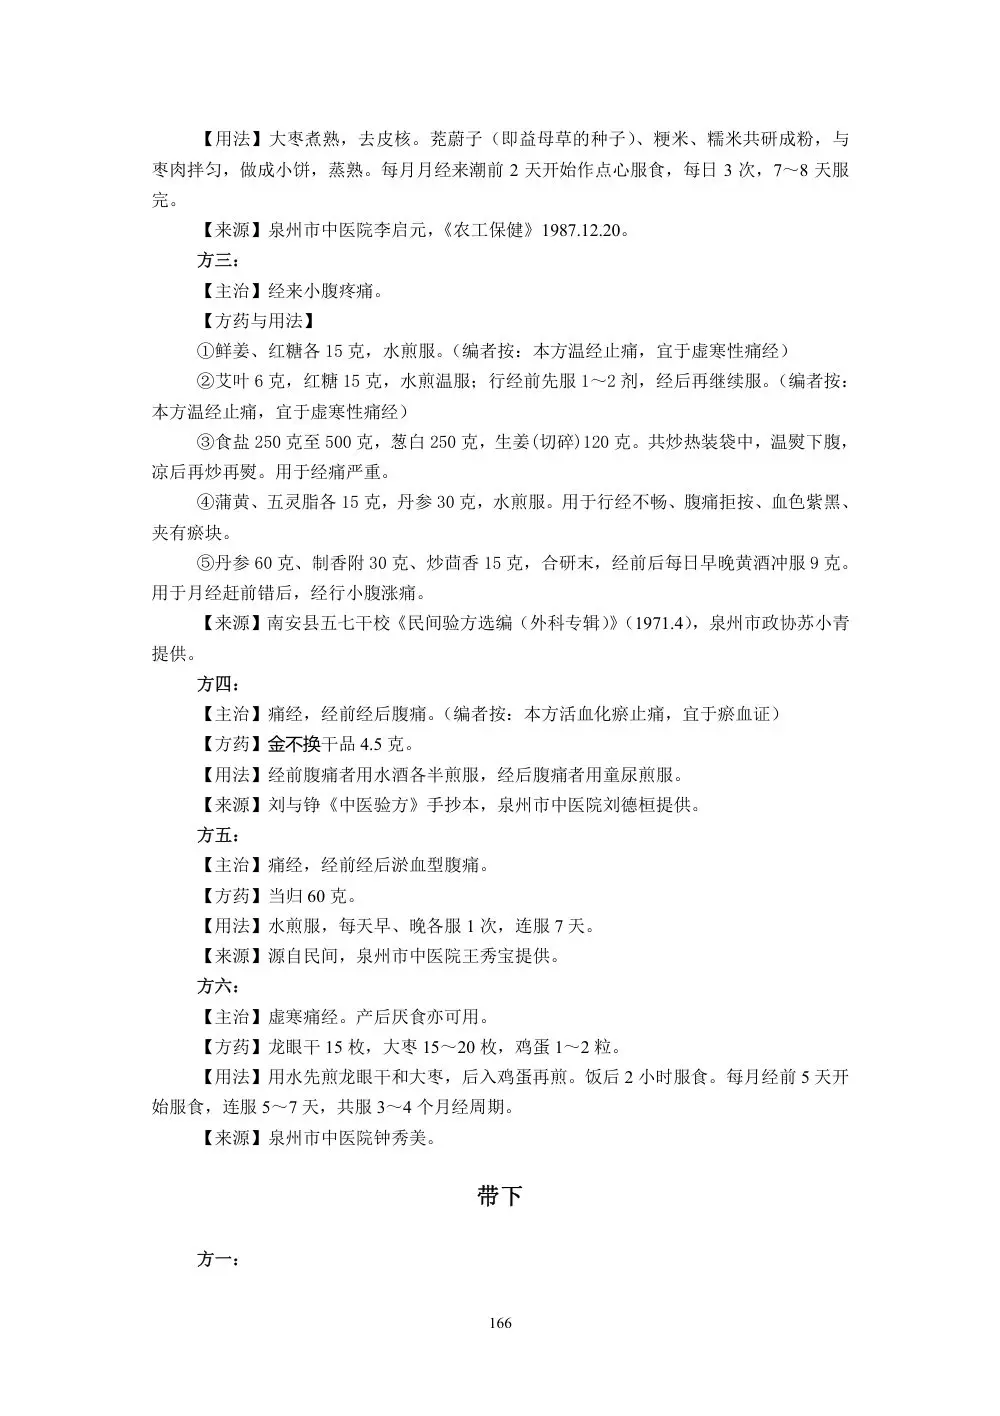 【用法】大枣煮熟，去皮核。茺蔚子（即益母草的种子）、粳米、糯米共研成粉，与
枣肉拌匀，做成小饼，蒸熟。每月月经来潮前 2 天开始作点心服食，每日 3 次，7～8 天服
完。
【来源】泉州市中医院李启元，《农工保健》1987.12.20。
方三：
【主治】经来小腹疼痛。
【方药与用法】
①鲜姜、红糖各 15 克，水煎服。（编者按：本方温经止痛，宜于虚寒性痛经）
②艾叶 6 克，红糖 15 克，水煎温服；行经前先服 1～2 剂，经后再继续服。（编者按：
本方温经止痛，宜于虚寒性痛经）
③食盐 250 克至 500 克，葱白 250 克，生姜(切碎)120 克。共炒热装袋中，温熨下腹，
凉后再炒再熨。用于经痛严重。
④蒲黄、五灵脂各 15 克，丹参 30 克，水煎服。用于行经不畅、腹痛拒按、血色紫黑、
夹有瘀块。
⑤丹参 60 克、制香附 30 克、炒茴香 15 克，合研末，经前后每日早晚黄酒冲服 9 克。
用于月经赶前错后，经行小腹涨痛。
【来源】南安县五七干校《民间验方选编（外科专辑）》（1971.4），泉州市政协苏小青
提供。
方四：
【主治】痛经，经前经后腹痛。（编者按：本方活血化瘀止痛，宜于瘀血证）
【方药】金不换干品 4.5 克。
【用法】经前腹痛者用水酒各半煎服，经后腹痛者用童尿煎服。
【来源】刘与铮《中医验方》手抄本，泉州市中医院刘德桓提供。
方五：
【主治】痛经，经前经后淤血型腹痛。
【方药】当归 60 克。
【用法】水煎服，每天早、晚各服 1 次，连服 7 天。
【来源】源自民间，泉州市中医院王秀宝提供。
方六：
【主治】虚寒痛经。产后厌食亦可用。
【方药】龙眼干 15 枚，大枣 15～20 枚，鸡蛋 1～2 粒。
【用法】用水先煎龙眼干和大枣，后入鸡蛋再煎。饭后 2 小时服食。每月经前 5 天开
始服食，连服 5～7 天，共服 3～4 个月经周期。
【来源】泉州市中医院钟秀美。
带下
方一：
166